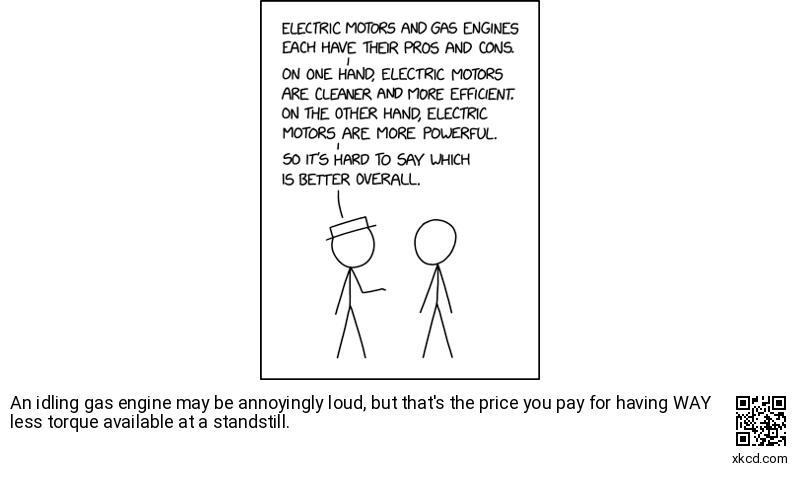 ELECTRIC MOTORS AND GAS ENGINES
EACH HAVE THEIR PROS AND CONS.
ON ONE HAND, ELECTRIC MOTORS
ARE CLEANER AND MORE EFFICIENT.
ON THE OTHER HAND, ELECTRIC
MOTORS ARE MORE POWERFUL.
SO IT'S HARD TO SAY WHICH
IS BETTER OVERALL.
An idling gas engine may be annoyingly loud, but that's the price you pay for having WAY
less torque available at a standstill.
xkcd.com